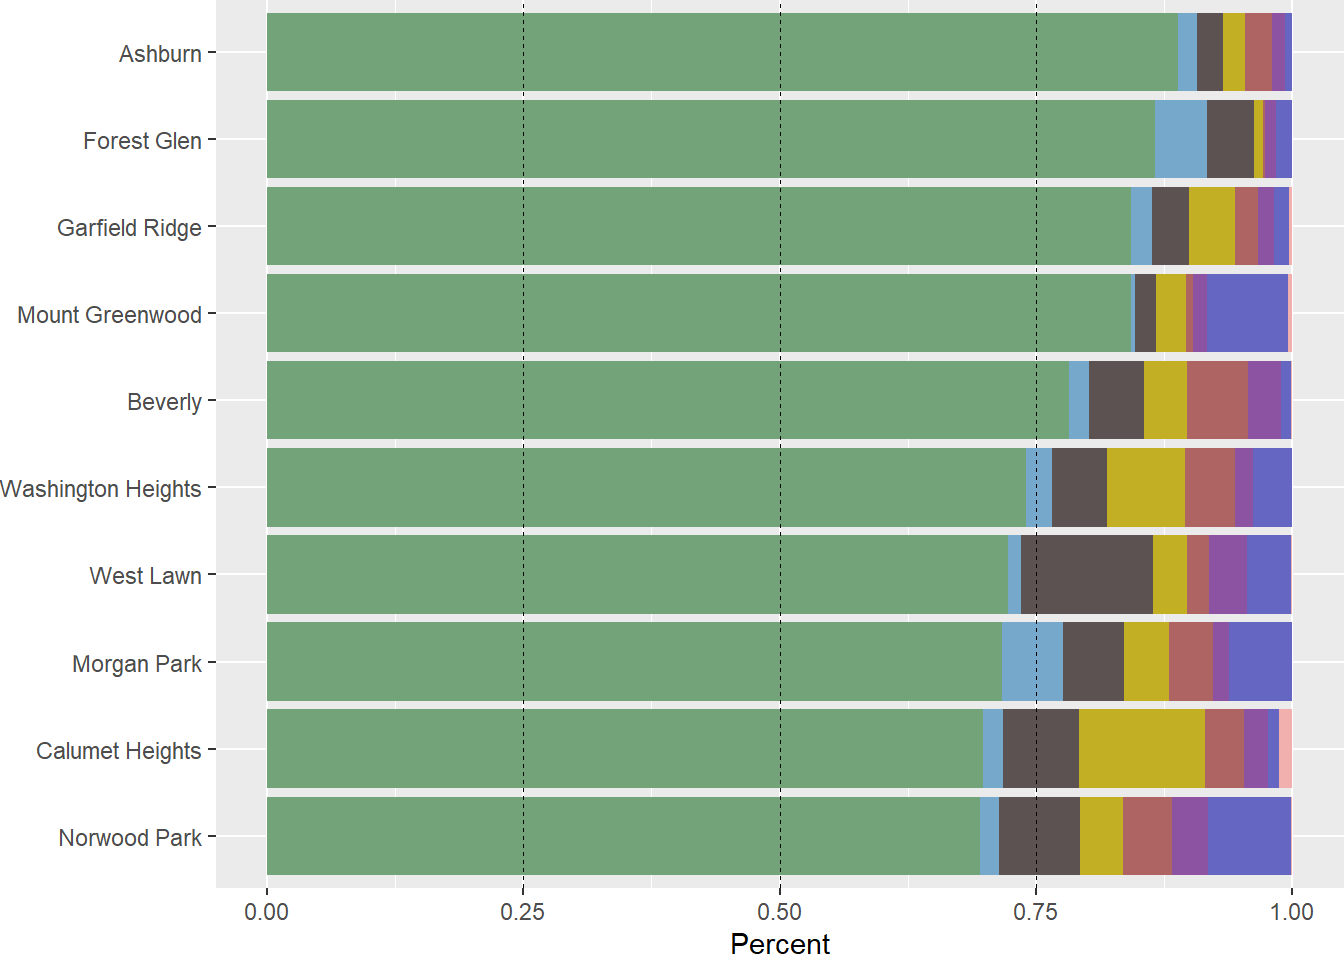 Ashburn
Forest Glen
Garfield Ridge
Mount Greenwood
Beverly
Washington Heights
West Lawn
Morgan Park
Calumet Heights
Norwood Park
0.00 0.25 0.50 0.75 1.00
Percent